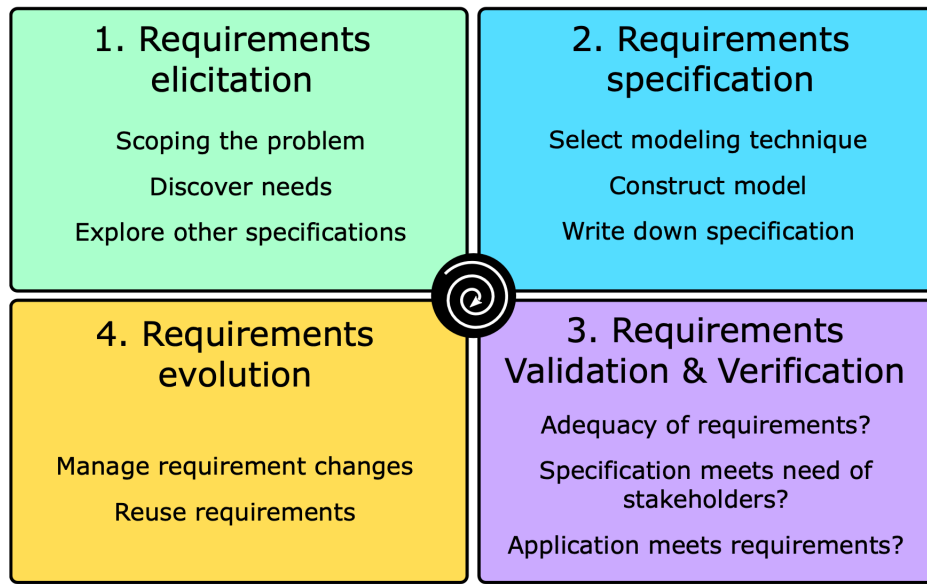 1. Requirements
elicitation
Scoping the problem
Discover needs
Explore other specifications
2. Requirements
specification
Select modeling technique
Construct model
Write down specification
3. Requirements
Validation & Verification
Adequacy of requirements?
Specification meets need of
stakeholders?
Application meets requirements?
4. Requirements
evolution
Manage requirement changes
Reuse requirements